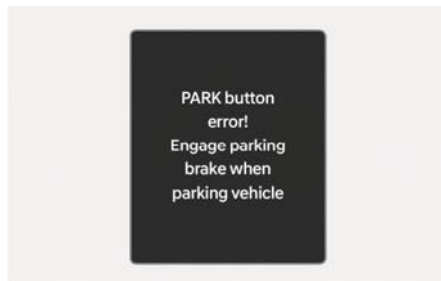 PARK button
error!
Engage parking
brake when
parking vehicle